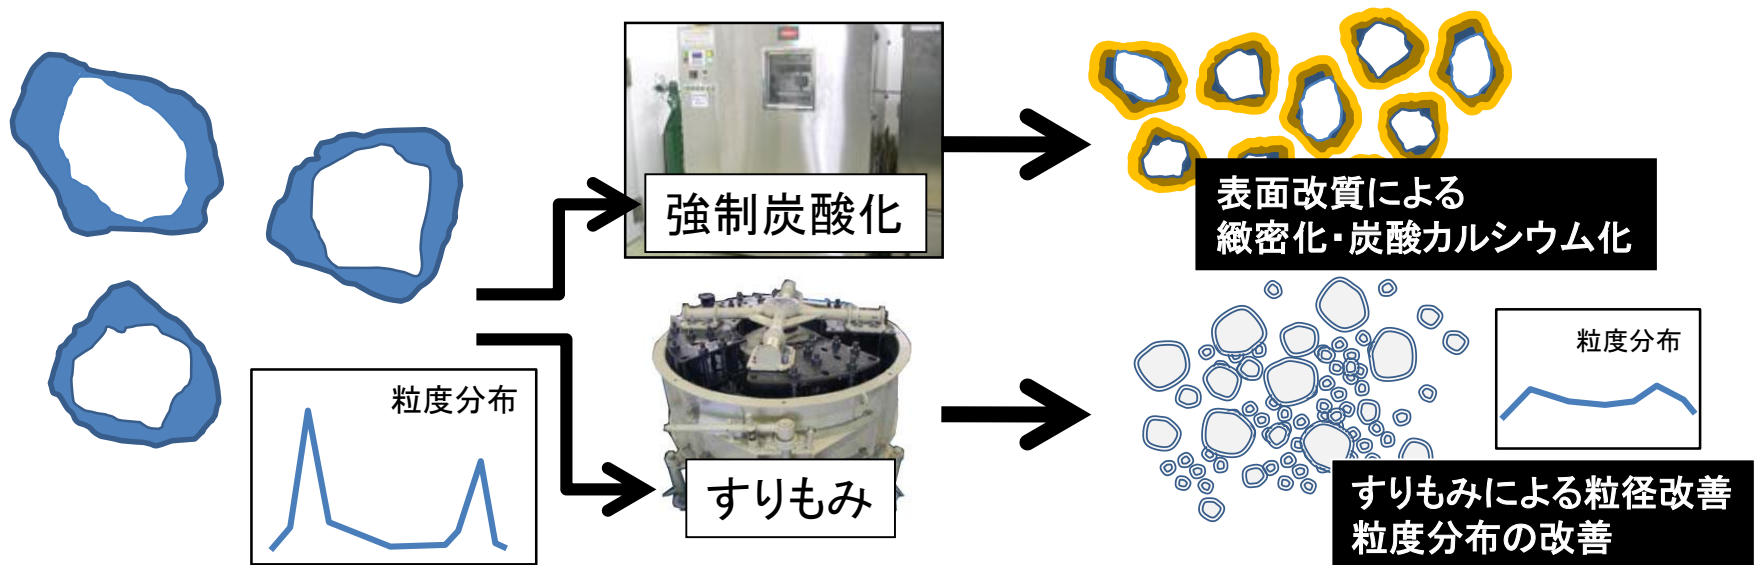 強制炭酸化
表面改質による
緻密化・炭酸カルシウム化
粒度分布
すりもみ
粒度分布
すりもみによる粒径改善
粒度分布の改善